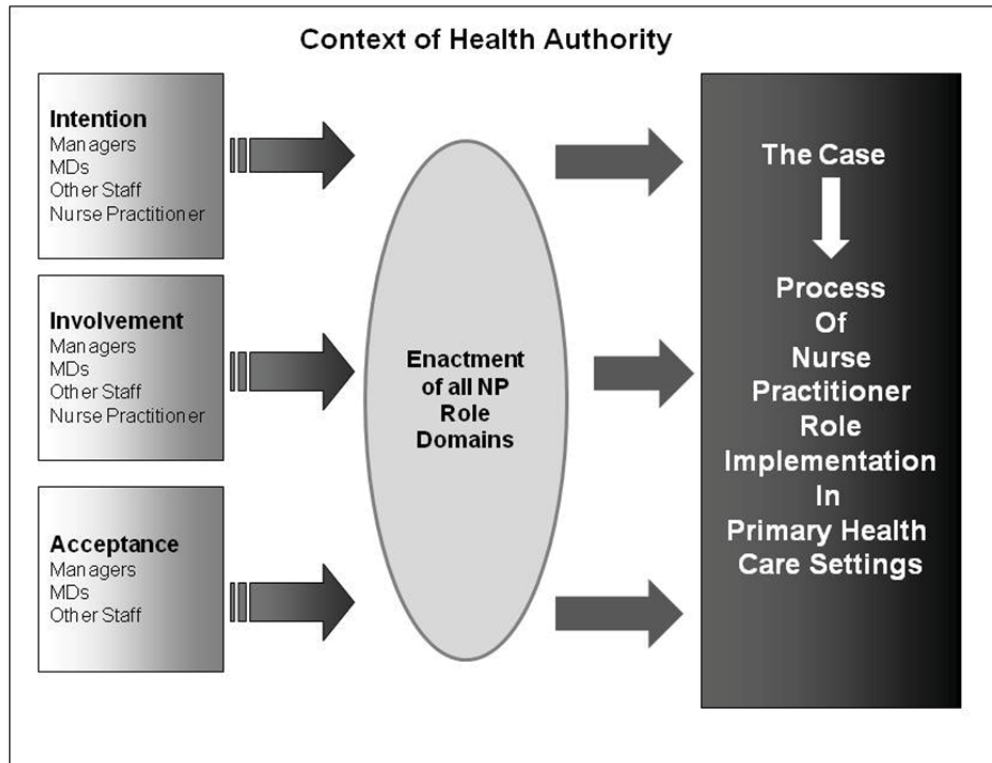 Context of Health Authority
Intention
Managers
MDs
Other Staff
Nurse Practitioner
Involvement
Managers
MDs
Other Staff
Nurse Practitioner
Acceptance
Managers
MDs
Other Staff
Enactment
of all NP
Role
Domains
The Case
Process
Of
Nurse
Practitioner
Role
Implementation
In
Primary Health
Care Settings